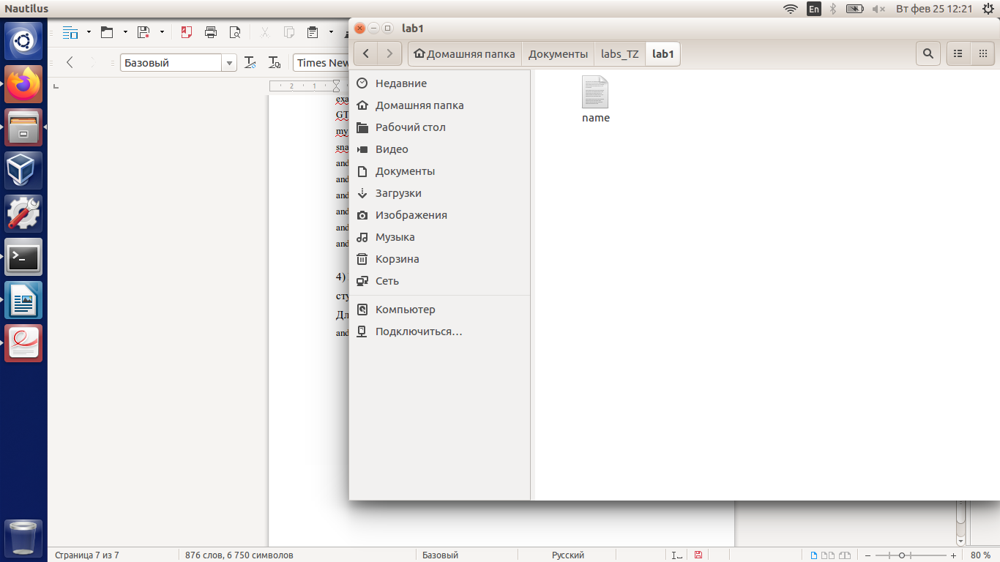 Nautilus
En
Вт фев 25 12:21
lab1
Домашняя папка
Документы
labs_TZ
lab1
Базовый
Times New
2 1
Недавние
Домашняя папка
Рабочий стол
Видео
Документы
Загрузки
Изображения
Музыка
Корзина
Сеть
Компьютер
Подключиться…
name
exa
GT
my
sna
and
and
and
and
and
and
4)
сту
Дл
and
Страница 7 из 7
876 слов, 6 750 символов
Базовый
Русский
80 %